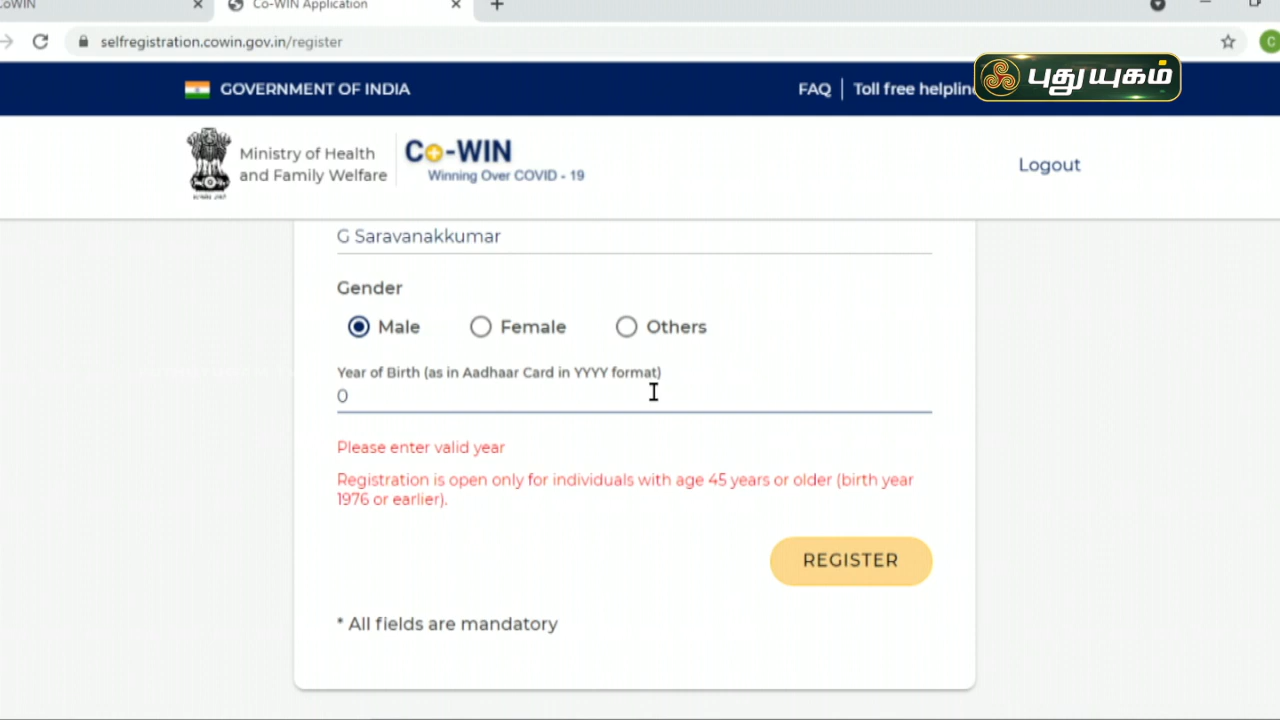 CoWIN
Co-WIN Application
selfregistration.cowin.gov.in/register
C
GOVERNMENT OF INDIA
FAQ
Toll free helpline
புதுயுகம்
Ministry of Health
and Family Welfare
Co-WIN
Winning Over COVID - 19
Logout
G Saravanakkumar
Gender
Male
Female
Others
Year of Birth (as in Aadhaar Card in YYYY format)
0
Please enter valid year
Registration is open only for individuals with age 45 years or older (birth year
1976 or earlier).
REGISTER
* All fields are mandatory